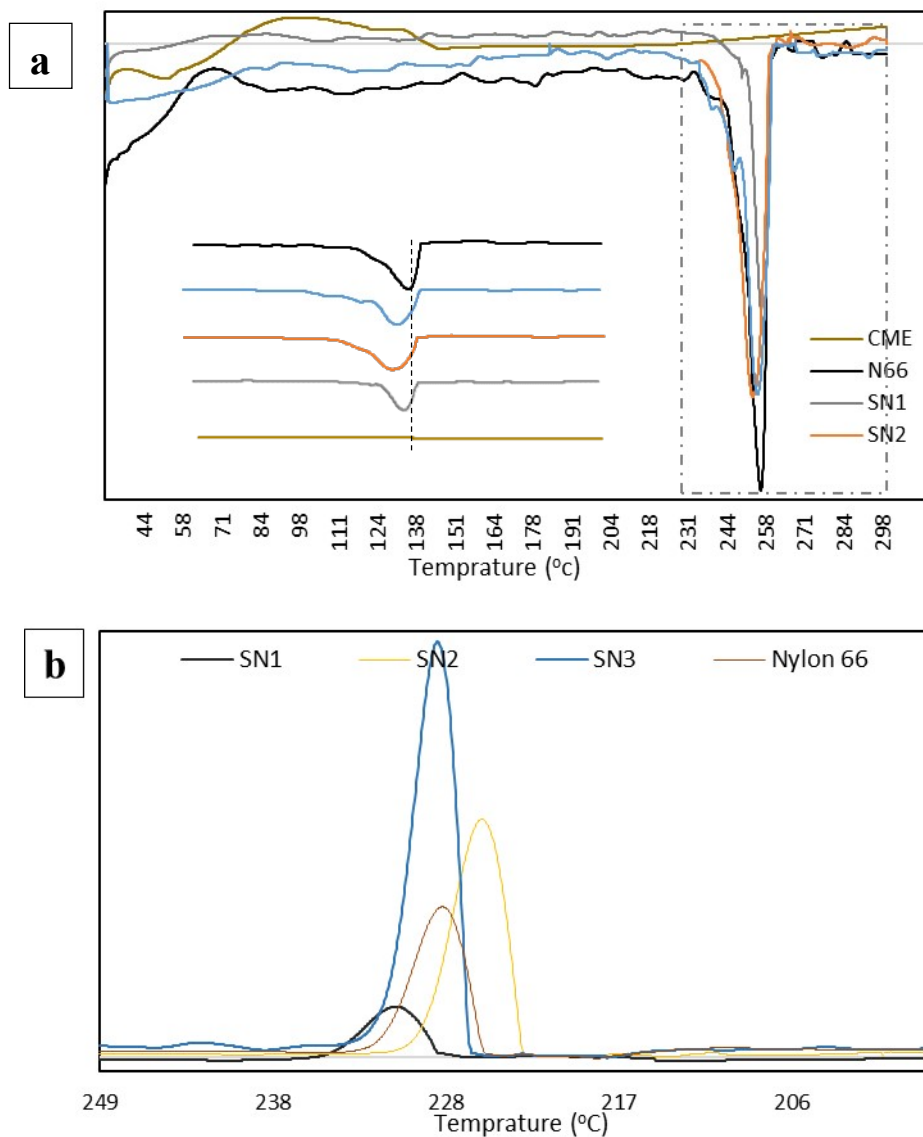 a
CME
N66
SN1
SN2
44 58 71 84 98 111 124 138 151 164 178 191 204 218 231 244 258 271 284 298
Temprature (ºc)
b
SN1 SN2 SN3 Nylon 66
249 238 228 217 206
Temprature (ºC)